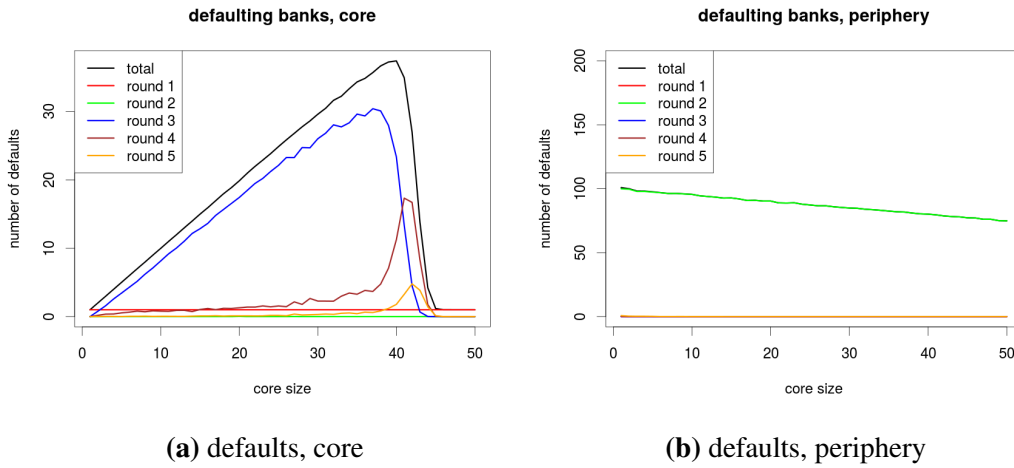 defaulting banks, core
total
round 1
round 2
round 3
round 4
round 5
number of defaults
0
10
20
30
0
10
20
30
40
50
core size
(a) defaults, core
defaulting banks, periphery
total
round 1
round 2
round 3
round 4
round 5
number of defaults
0
50
100
150
200
0
10
20
30
40
50
core size
(b) defaults, periphery